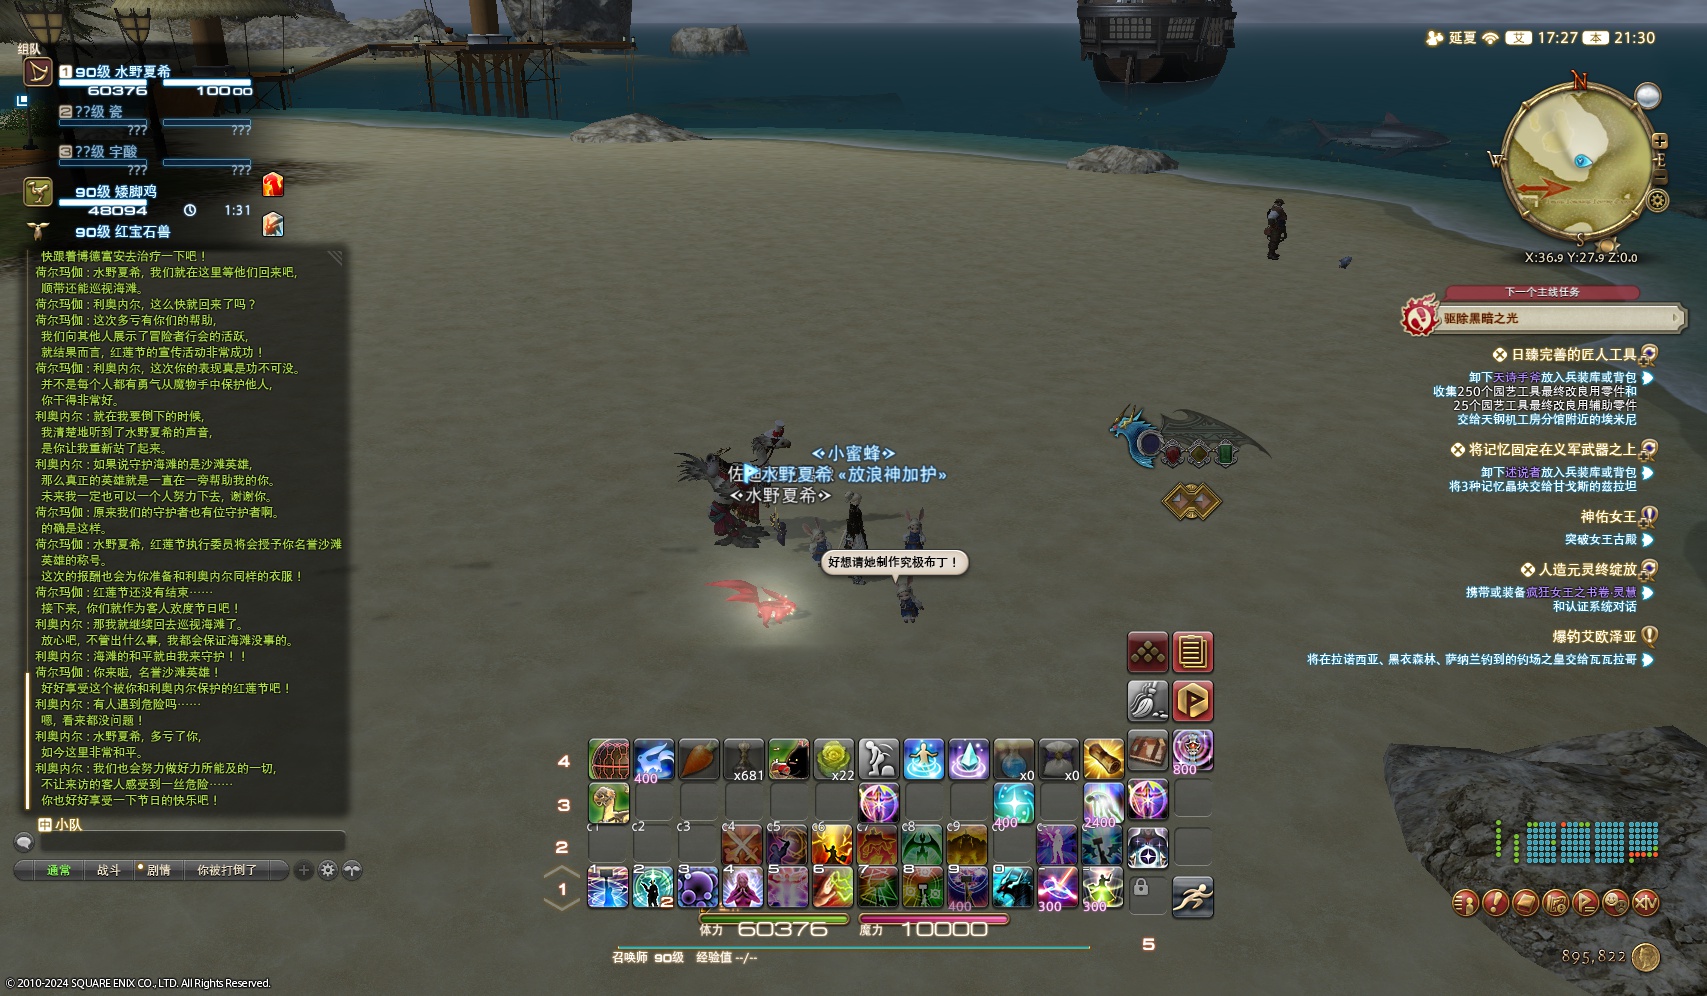 组队
1 90级 水野夏希
60376 10000
2 ??级 瓷
??? ???
3 ??级 宇酸
??? ???
90级 矮脚鸡
48094 1:31
90级 红宝石兽
快跟着博德富安去治疗一下吧！
荷尔玛伽：水野夏希，我们就在这里等他们回来吧，
顺带还能巡视海滩。
荷尔玛伽：利奥内尔，这么快就回来了吗？
荷尔玛伽：这次多亏有你们的帮助，
我们向其他人展示了冒险者行会的活跃，
就结果而言，红莲节的宣传活动非常成功！
荷尔玛伽：利奥内尔，这次你的表现真是功不可没。
并不是每个人都有勇气从魔物手中保护他人，
你干得非常好。
利奥内尔：就在我要倒下的时候，
我清楚地听到了水野夏希的声音，
是你让我重新站了起来。
利奥内尔：如果说守护海滩的是沙滩英雄，
那么真正的英雄就是一直在一旁帮助我的你。
未来我一定也可以一个人努力下去，谢谢你。
荷尔玛伽：原来我们的守护者也有位守护者啊。
的确是这样。
荷尔玛伽：水野夏希，红莲节执行委员将会授予你名誉沙滩
英雄的称号。
这次的报酬也会为你准备和利奥内尔同样的衣服！
荷尔玛伽：红莲节还没有结束……
接下来，你们就作为客人欢度节日吧！
利奥内尔：那我就继续回去巡视海滩了。
放心吧，不管出什么事，我都会保证海滩没事的。
利奥内尔：海滩的和平就由我来守护！！
荷尔玛伽：你来啦，名誉沙滩英雄！
好好享受这个被你和利奥内尔保护的红莲节吧！
利奥内尔：有人遇到危险吗……
嗯，看来都没问题！
利奥内尔：水野夏希，多亏了你，
如今这里非常和平。
利奥内尔：我们也会努力做好力所能及的一切，
不让来访的客人感受到一丝危险……
你也好好享受一下节日的快乐吧！
中 小队
通常 战斗 剧情 你被打倒了
© 2010-2024 SQUARE ENIX CO., LTD. All Rights Reserved.
小蜜蜂
水野夏希 «放浪神加护»
水野夏希
好想请她制作究极布丁！
4 400 x681 x22 x0 x0 800
3 400 2400
2 c2 c3 c4 c5 c6 c7 c8 c9
1 1 2 3 4 5 6 7 8 9 0
2 400 300 300
体力 60376 魔力 10000
召唤师 90级 经验值 --/--
5
延夏 艾 17:27 本 21:30
N
W E
S
X:36.9 Y:27.9 Z:0.0
下一个主线任务
驱除黑暗之光
日臻完善的匠人工具
卸下天诗手斧放入兵装库或背包
收集250个园艺工具最终改良用零件和
25个园艺工具最终改良用辅助零件
交给天钢机工房分馆附近的埃米尼
将记忆固定在义军武器之上
卸下述说者放入兵装库或背包
将3种记忆晶块交给甘戈斯的兹拉坦
神佑女王
突破女王古殿
人造元灵终绽放
携带或装备疯狂女王之书卷·灵慧
和认证系统对话
爆钓艾欧泽亚
将在拉诺西亚、黑衣森林、萨纳兰钓到的钓场之皇交给瓦瓦拉哥
XIV
895,822